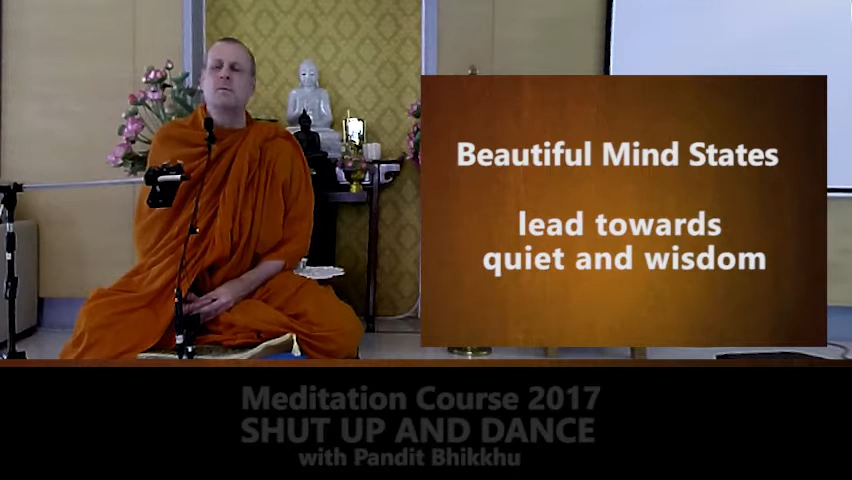 Beautiful Mind States
lead towards
quiet and wisdom
Meditation Course 2017
SHUT UP AND DANCE
with Pandit Bhikkhu